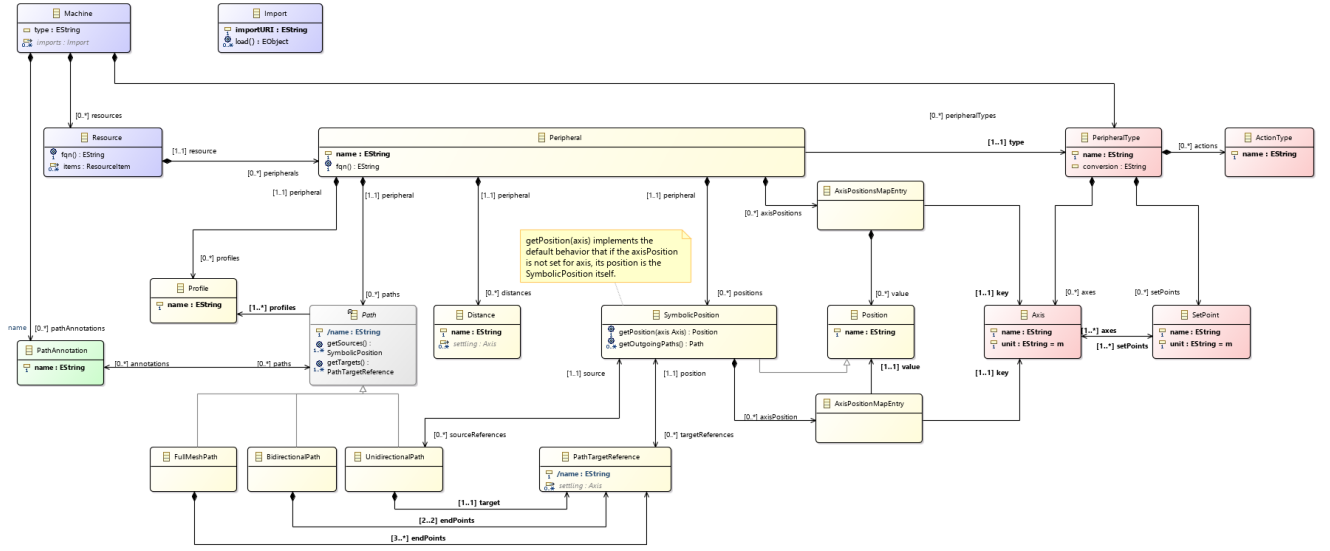 Machine
type : EString
imports : Import
Import
importURI : EString
load() : EObject
[0..*] resources
[0..*] peripheralTypes
Resource
fqn() : EString
items : ResourceItem
[1..1] resource
[0..*] peripherals
Peripheral
name : EString
fqn() : EString
[1..1] type
PeripheralType
name : EString
conversion : EString
[0..*] actions
ActionType
name : EString
[1..1] peripheral
[1..1] peripheral
[1..1] peripheral
[1..1] peripheral
[0..*] axisPositions
AxisPositionsMapEntry
getPosition(axis) implements the
default behavior that if the axisPosition
is not set for axis, its position is the
SymbolicPosition itself.
[0..*] profiles
[0..*] paths
[0..*] distances
[0..*] positions
[0..*] value
[1..1] key
[0..*] axes
[0..*] setPoints
Profile
name : EString
[1..*] profiles
Path
/name : EString
getSources() :
SymbolicPosition
getTargets() :
PathTargetReference
Distance
name : EString
settling : Axis
SymbolicPosition
getPosition(axis Axis) : Position
getOutgoingPaths() : Path
Position
name : EString
Axis
name : EString
unit : EString = m
[1..*] axes
[1..*] setPoints
SetPoint
name : EString
unit : EString = m
name
[0..*] pathAnnotations
PathAnnotation
name : EString
[0..*] annotations
[0..*] paths
[1..1] source
[1..1] position
[1..1] value
[1..1] key
[0..*] axisPosition
AxisPositionMapEntry
[0..*] sourceReferences
[0..*] targetReferences
FullMeshPath
BidirectionalPath
UnidirectionalPath
PathTargetReference
/name : EString
settling : Axis
[1..1] target
[2..2] endPoints
[3..*] endPoints